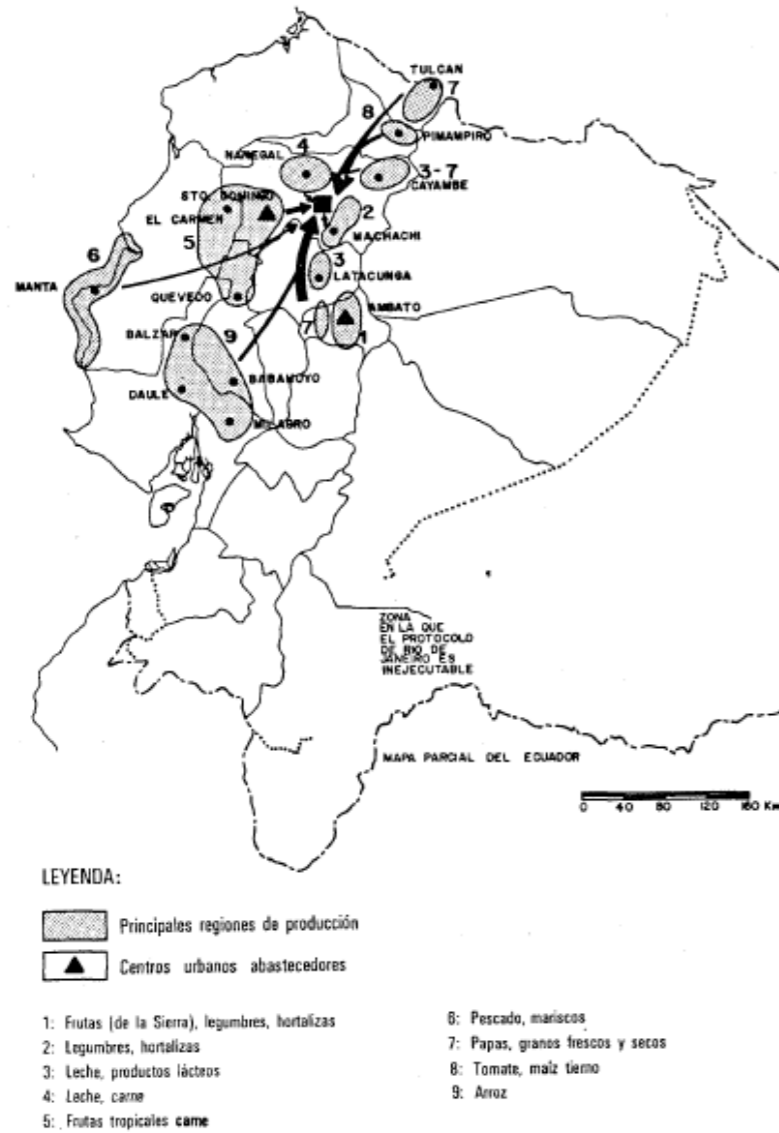 TULCAN
7
8
PIMAMPIRO
4
NANEGAL
3-7
CAYAMBE
STO. DOMINGO
2
EL CARMEN
MACHACHI
5
6
3
LATACUNGA
MANTA
QUEVEDO
AMBATO
7
1
BALZAR
9
BABAHOYO
DAULE
MILAGRO
ZONA
EN LA QUE
EL PROTOCOLO
DE RIO DE
JANEIRO ES
INEJECUTABLE
MAPA PARCIAL DEL ECUADOR
0 40 80 120 160 Km
LEYENDA:
Principales regiones de producción
Centros urbanos abastecedores
1: Frutas (de la Sierra), legumbres, hortalizas
2: Legumbres, hortalizas
3: Leche, productos lácteos
4: Leche, carne
5: Frutas tropicales carne
6: Pescado, mariscos
7: Papas, granos frescos y secos
8: Tomate, maíz tierno
9: Arroz